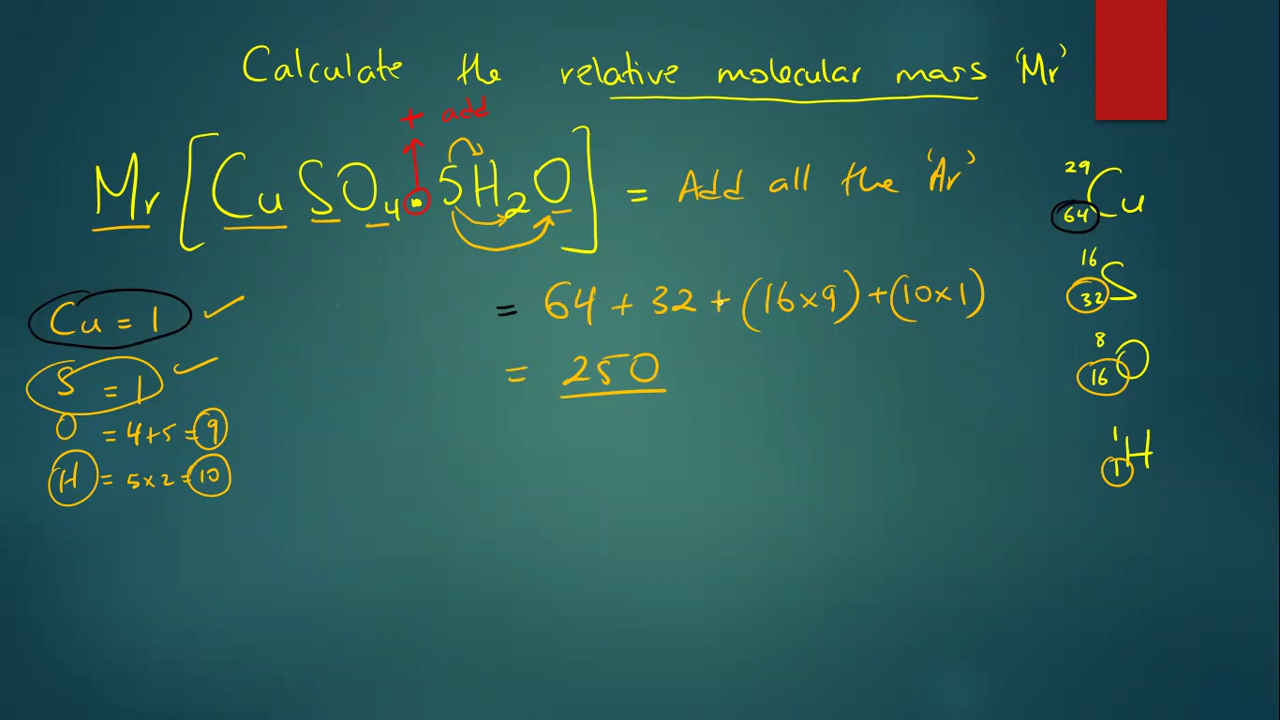 Calculate the relative molecular mass 'Mr'
+ add
Mr [CuSO₄·5H₂O] = Add all the 'Ar'
= 64 + 32 + (16×9) + (10×1)
= 250
Cu = 1 ✓
S = 1 ✓
O = 4+5 = 9
H = 5×2 = 10
29
64 Cu
16
32 S
8
16 O
1
1 H